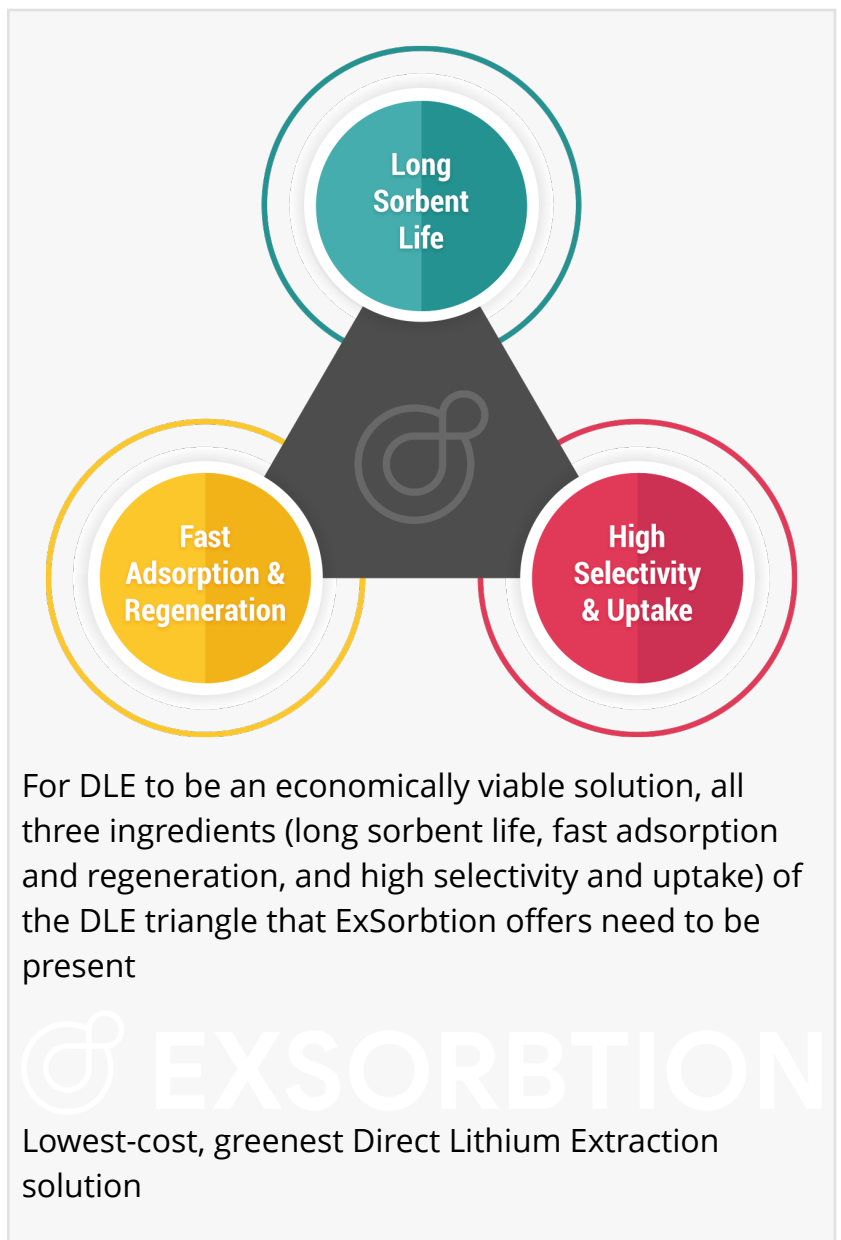 Long
Sorbent
Life
Fast
Adsorption &
Regeneration
High
Selectivity
& Uptake
For DLE to be an economically viable solution, all
three ingredients (long sorbent life, fast adsorption
and regeneration, and high selectivity and uptake) of
the DLE triangle that ExSorbtion offers need to be
present
EXSORBTION
Lowest-cost, greenest Direct Lithium Extraction
solution